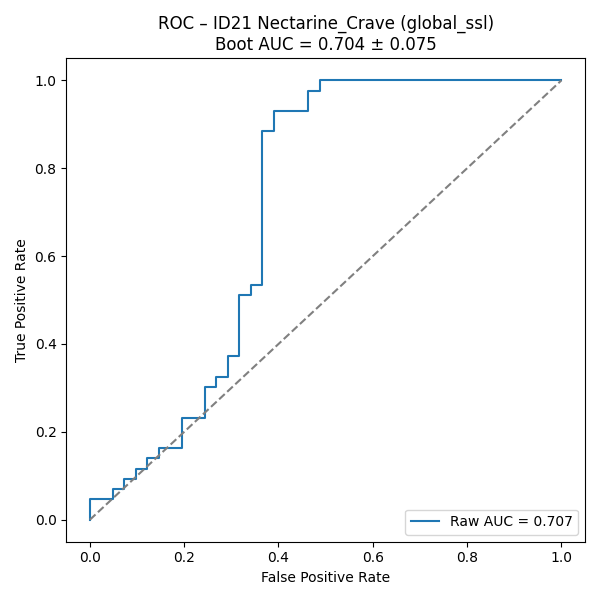 ROC – ID21 Nectarine_Crave (global_ssl)
Boot AUC = 0.704 ± 0.075
1.0
0.8
0.6
0.4
0.2
0.0
True Positive Rate
Raw AUC = 0.707
0.0 0.2 0.4 0.6 0.8 1.0
False Positive Rate